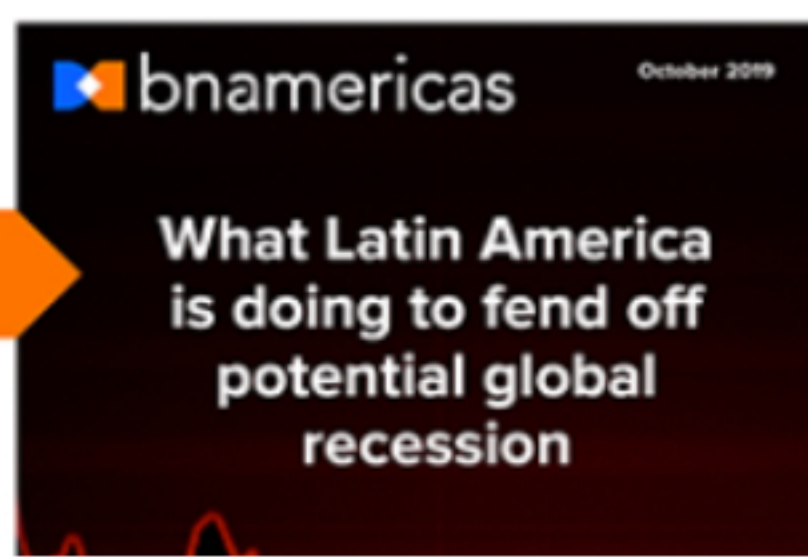 bnamericas
October 2019
What Latin America
is doing to fend off
potential global
recession